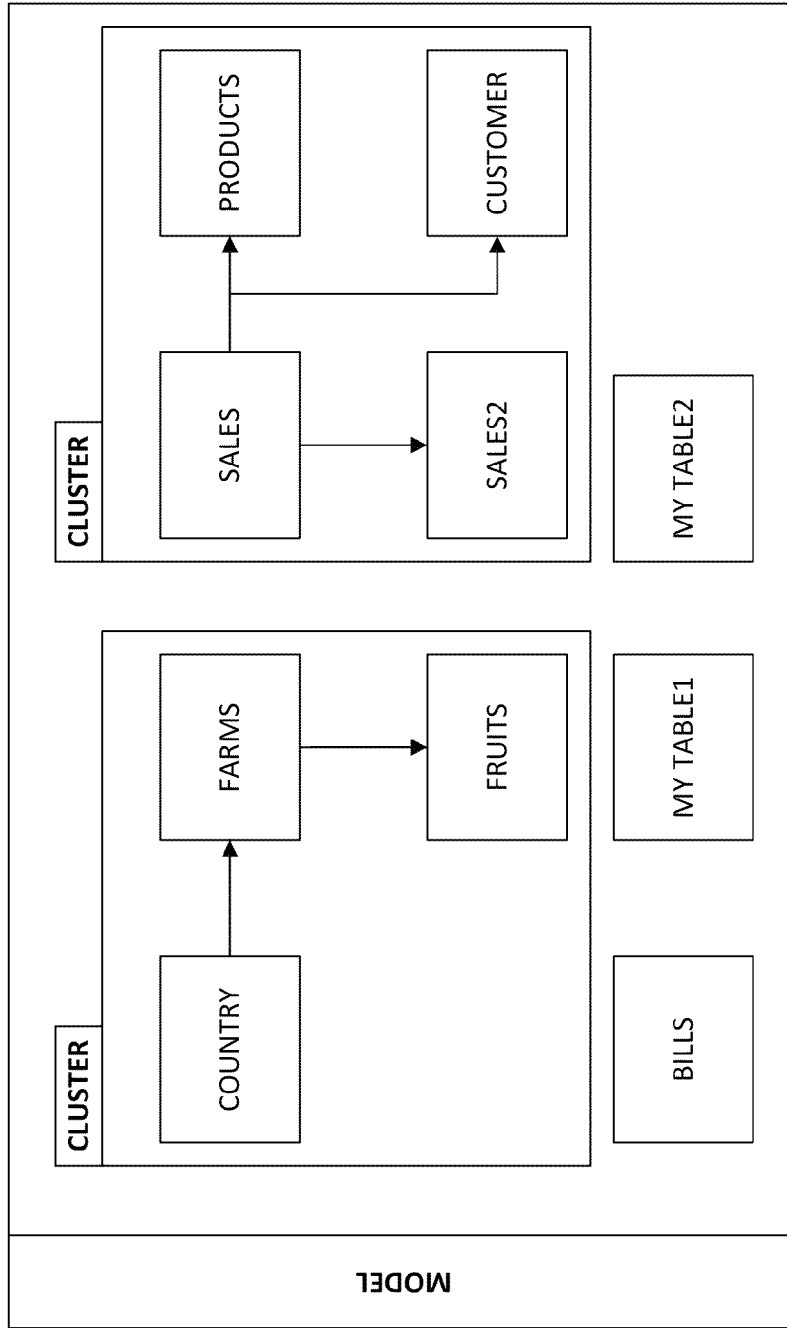 MODEL
CLUSTER
COUNTRY
FARMS
FRUITS
CLUSTER
SALES
PRODUCTS
SALES2
CUSTOMER
BILLS
MY TABLE1
MY TABLE2